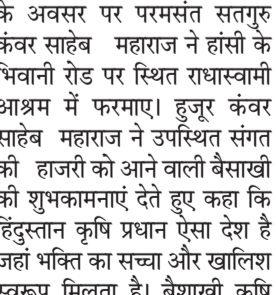 के अवसर पर परमसंत सतगुरु
कंवर साहेब महाराज ने हांसी के
भिवानी रोड पर स्थित राधास्वामी
आश्रम में फरमाए। हुजूर कंवर
साहेब महाराज ने उपस्थित संगत
की हाजरी को आने वाली बैसाखी
की शुभकामनाएं देते हुए कहा कि
हिंदुस्तान कृषि प्रधान ऐसा देश है
जहां भक्ति का सच्चा और खालिश
स्वरूप मिलता है। बैशाखी कृषि